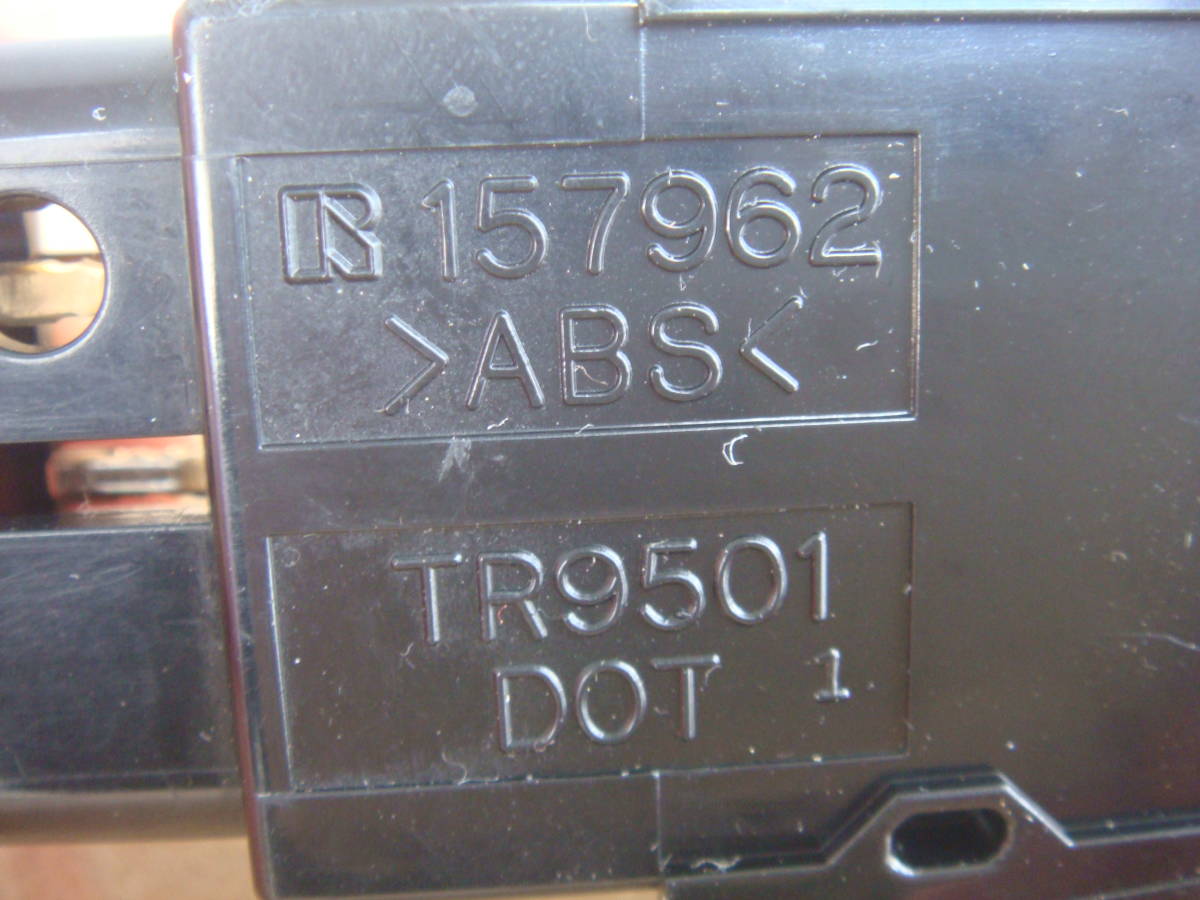 R 157962
>ABS<
TR9501
DOT 1